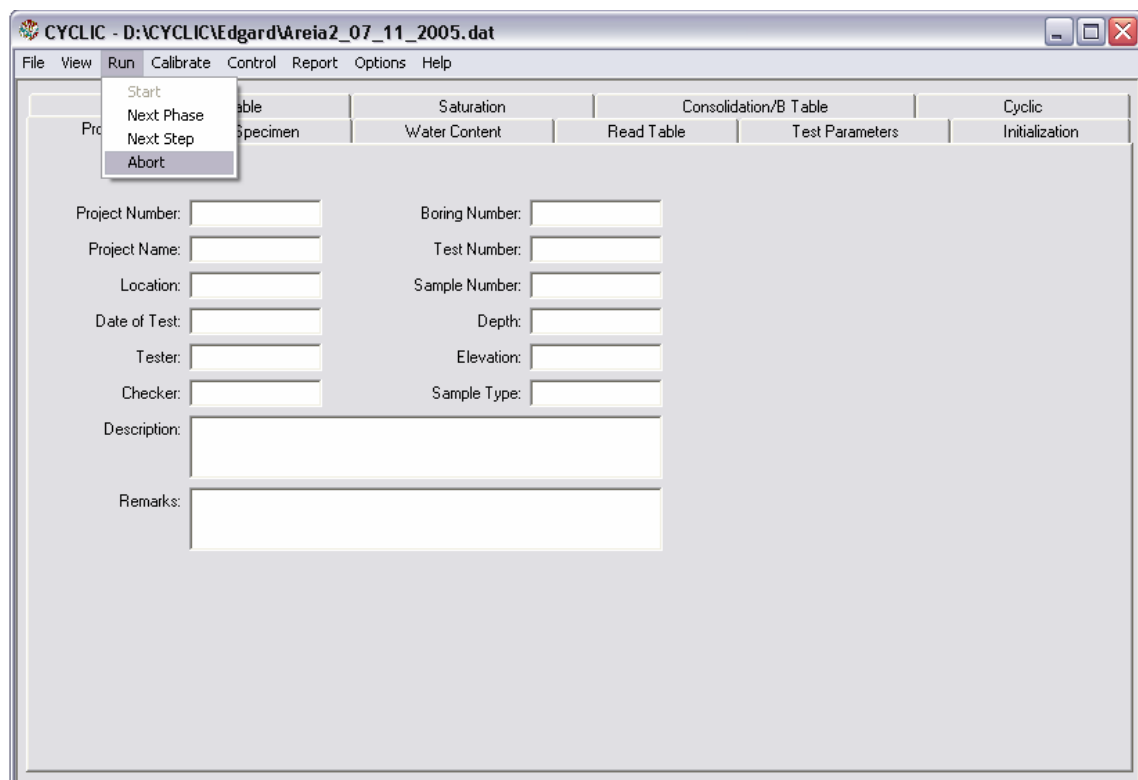 CYCLIC - D:\CYCLIC\Edgard\Areia2_07_11_2005.dat
File View Run Calibrate Control Report Options Help
Start
Next Phase
Next Step
Abort
Saturation Consolidation/B Table Cyclic
Specimen Water Content Read Table Test Parameters Initialization
Project Number: Boring Number:
Project Name: Test Number:
Location: Sample Number:
Date of Test: Depth:
Tester: Elevation:
Checker: Sample Type:
Description:
Remarks: